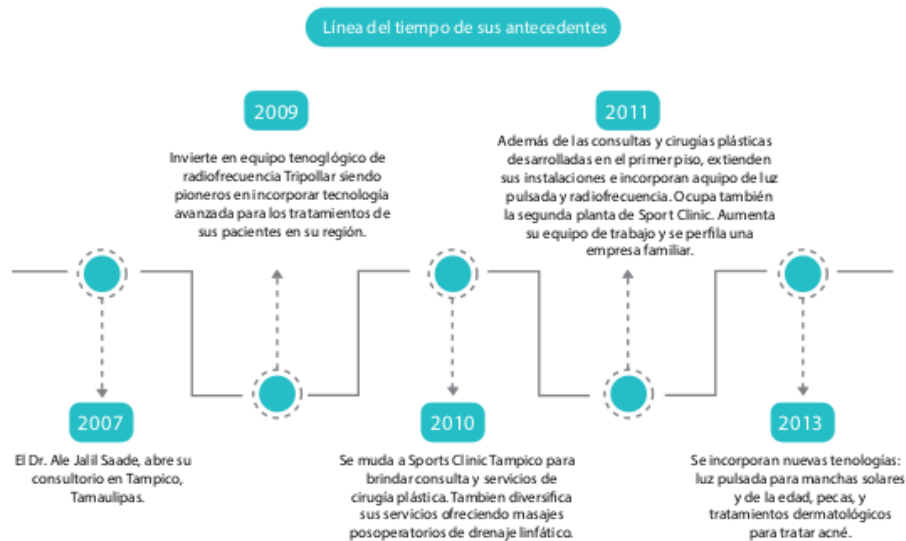 Línea del tiempo de sus antecedentes
2009
Invierte en equipo tenoglógico de
radiofrecuencia Tripollar siendo
pioneros en incorporar tecnología
avanzada para los tratamientos de
sus pacientes en su región.
2011
Además de las consultas y cirugías plásticas
desarrolladas en el primer piso, extienden
sus instalaciones e incorporan aquipo de luz
pulsada y radiofrecuencia. Ocupa también
la segunda planta de Sport Clinic. Aumenta
su equipo de trabajo y se perfila una
empresa familiar.
2007
El Dr. Ale Jalil Saade, abre su
consultorio en Tampico,
Tamaulipas.
2010
Se muda a Sports Clinic Tampico para
brindar consulta y servicios de
cirugía plástica. Tambien diversifica
sus servicios ofreciendo masajes
posoperatorios de drenaje linfático.
2013
Se incorporan nuevas tenologías:
luz pulsada para manchas solares
y de la edad, pecas, y
tratamientos dermatológicos
para tratar acné.